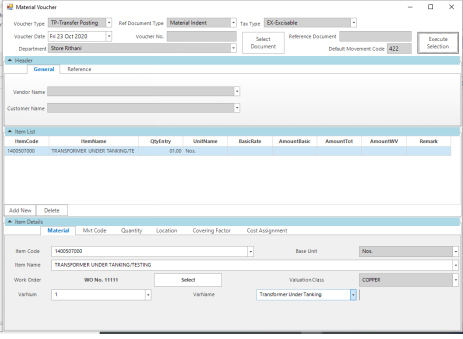 Material Voucher
Voucher Type TP-Transfer Posting Ref Document Type Material Indent Tax Type EX-Excisable
Voucher Date Fri 23 Oct 2020 Voucher No. Select Document Reference Document Execute Selection
Department Store Rithani Default Movement Code 422
Header
General Reference
Vendor Name
Customer Name
Item List
ItemCode ItemName QtyEntry UnitName BasicRate AmountBasic AmountTot AmountWV Remark
1400507000 TRANSFORMER UNDER TANKING/TE 01.00 Nos.
Add New Delete
Item Details
Material Mvt Code Quantity Location Covering Factor Cost Assignment
Item Code 1400507000 Base Unit Nos.
Item Name TRANSFORMER UNDER TANKING/TESTING
Work Order WO No. 11111 Select Valuation Class COPPER
VarNum 1 VarName Transformer Under Tanking